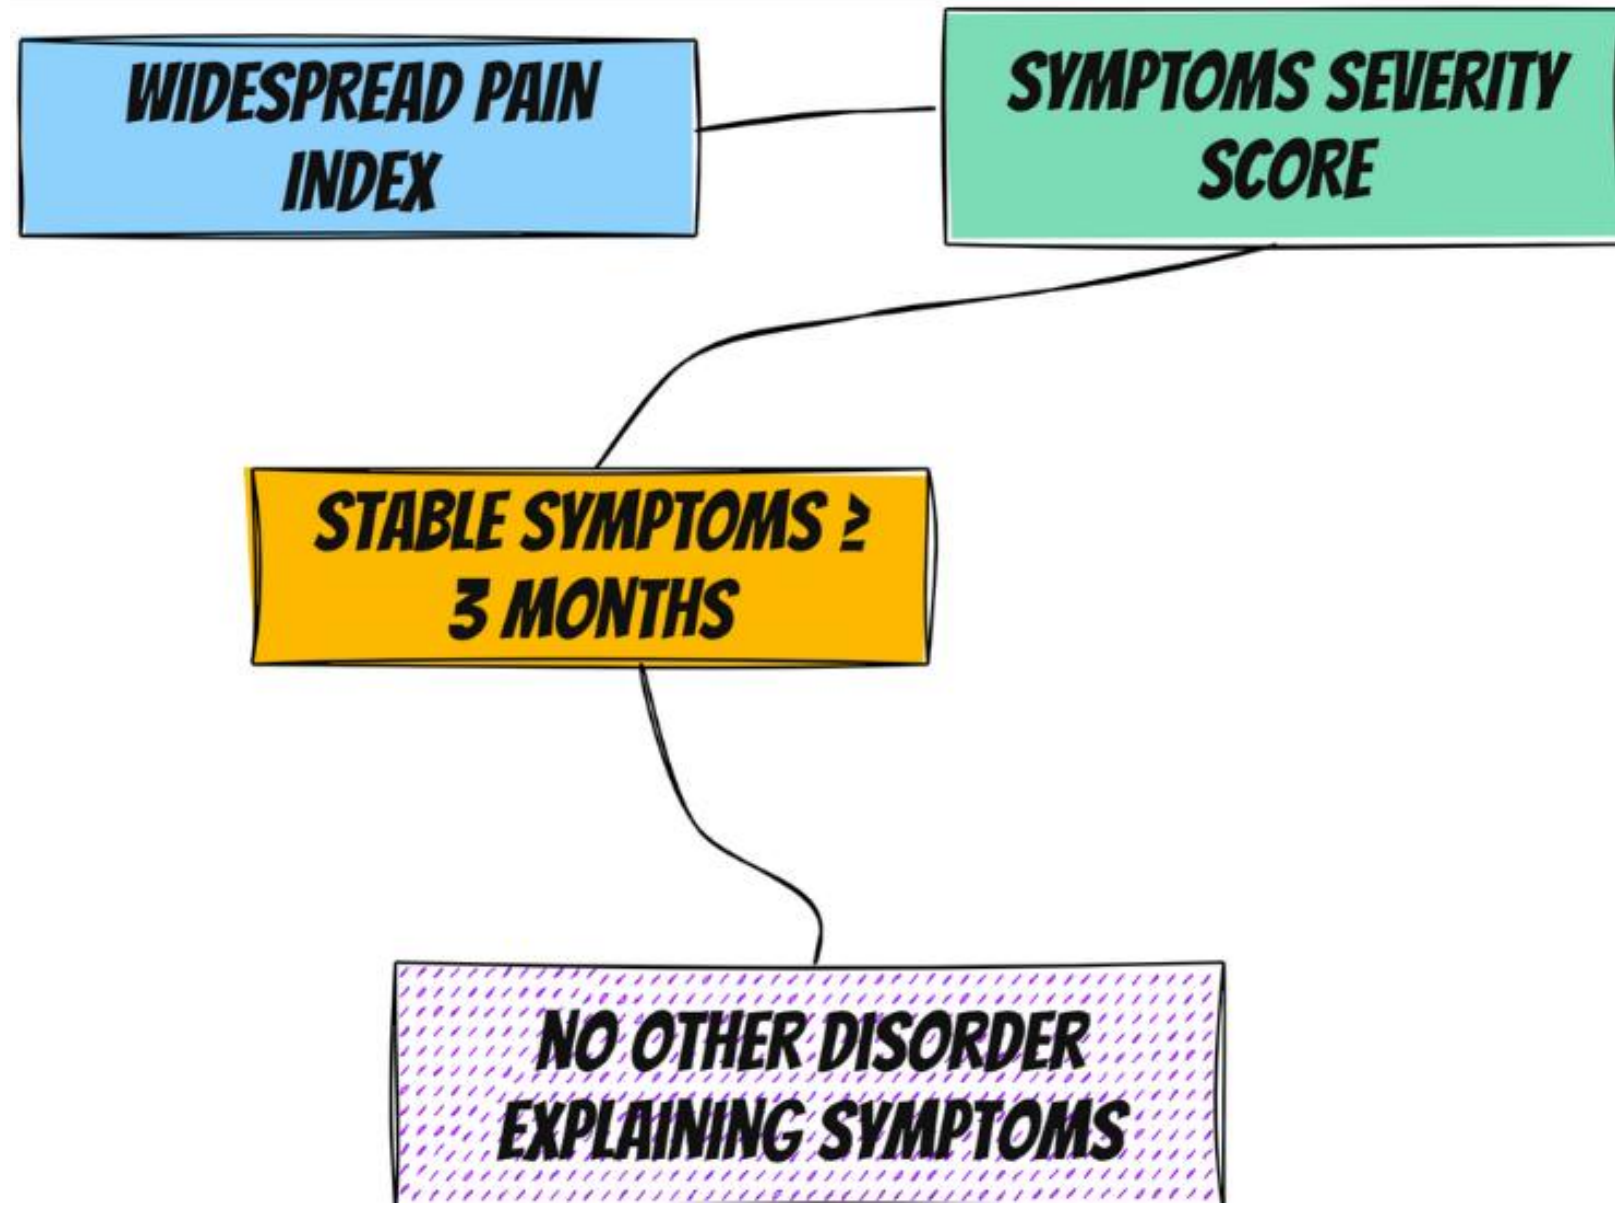 WIDESPREAD PAIN
INDEX
SYMPTOMS SEVERITY
SCORE
STABLE SYMPTOMS ≥
3 MONTHS
NO OTHER DISORDER
EXPLAINING SYMPTOMS